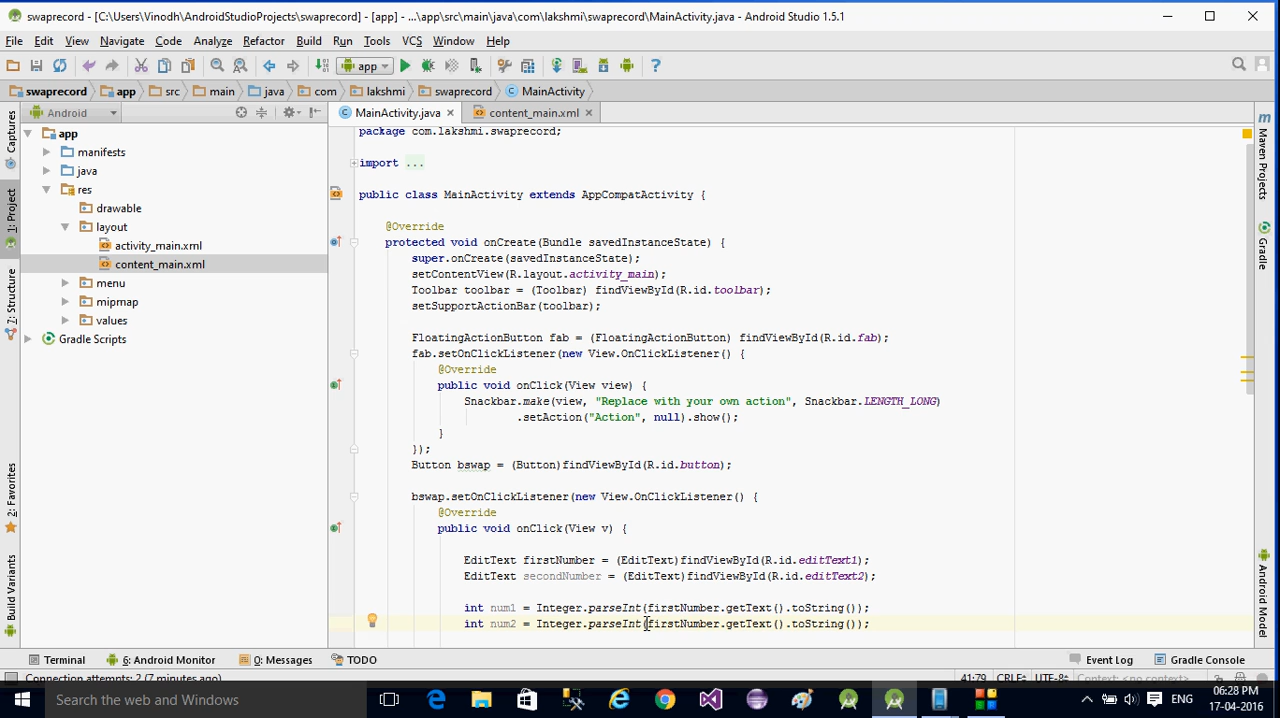 swaprecord - [C:\Users\Vinodh\AndroidStudioProjects\swaprecord] - [app] - ...\app\src\main\java\com\lakshmi\swaprecord\MainActivity.java - Android Studio 1.5.1
File Edit View Navigate Code Analyze Refactor Build Run Tools VCS Window Help
app
swaprecord app src main java com lakshmi swaprecord MainActivity
Android
MainActivity.java content_main.xml
Captures
1: Project
7: Structure
2: Favorites
Build Variants
app
manifests
java
res
drawable
layout
activity_main.xml
content_main.xml
menu
mipmap
values
Gradle Scripts
package com.lakshmi.swaprecord;
import ...
public class MainActivity extends AppCompatActivity {
@Override
protected void onCreate(Bundle savedInstanceState) {
super.onCreate(savedInstanceState);
setContentView(R.layout.activity_main);
Toolbar toolbar = (Toolbar) findViewById(R.id.toolbar);
setSupportActionBar(toolbar);
FloatingActionButton fab = (FloatingActionButton) findViewById(R.id.fab);
fab.setOnClickListener(new View.OnClickListener() {
@Override
public void onClick(View view) {
Snackbar.make(view, "Replace with your own action", Snackbar.LENGTH_LONG)
.setAction("Action", null).show();
}
});
Button bswap = (Button)findViewById(R.id.button);
bswap.setOnClickListener(new View.OnClickListener() {
@Override
public void onClick(View v) {
EditText firstNumber = (EditText)findViewById(R.id.editText1);
EditText secondNumber = (EditText)findViewById(R.id.editText2);
int num1 = Integer.parseInt(firstNumber.getText().toString());
int num2 = Integer.parseInt(firstNumber.getText().toString());
m
Maven Projects
Gradle
Android Model
Terminal 6: Android Monitor 0: Messages TODO Event Log Gradle Console
Connection attempts: 2 (7 minutes ago) 41:79 CRLF UTF-8 Context: <no context>
Search the web and Windows
ENG
06:28 PM
17-04-2016